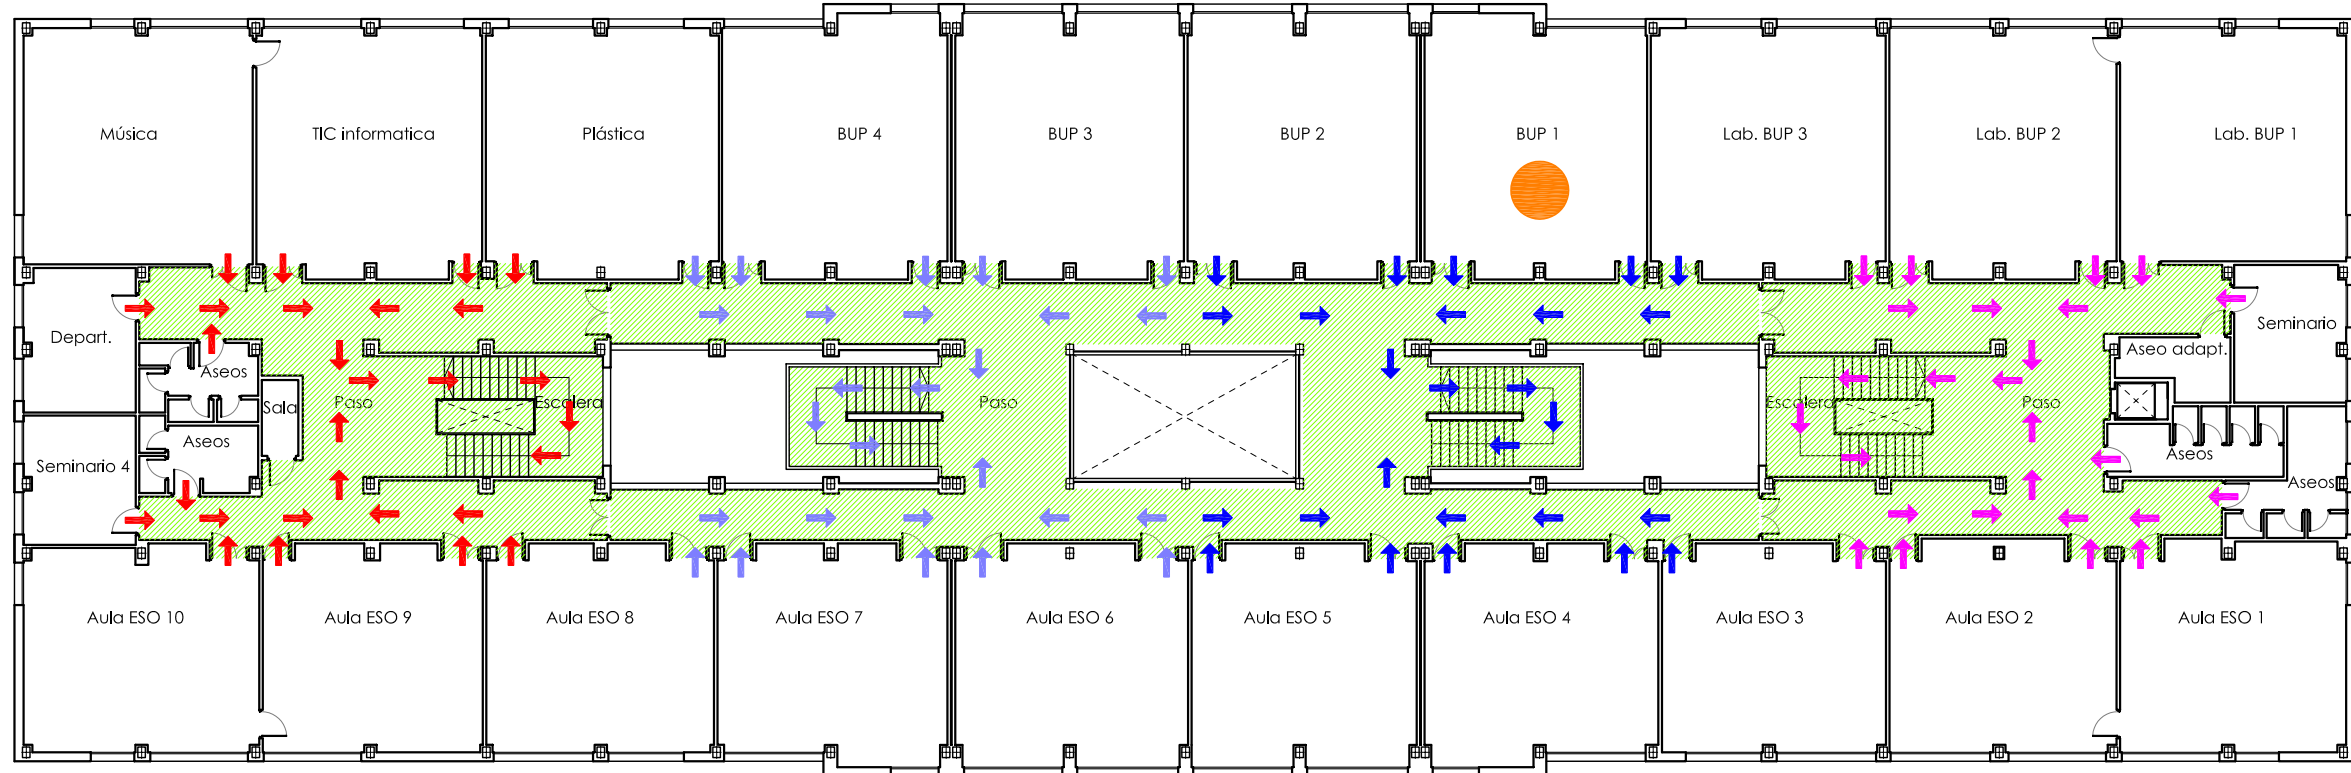 Música
TIC informatica
Plástica
BUP 4
BUP 3
BUP 2
BUP 1
Lab. BUP 3
Lab. BUP 2
Lab. BUP 1
Depart.
Aseos
Sala
Paso
Escalera
Paso
Escalera
Paso
Aseo adapt.
Seminario
Seminario 4
Aseos
Aseos
Aseos
Aula ESO 10
Aula ESO 9
Aula ESO 8
Aula ESO 7
Aula ESO 6
Aula ESO 5
Aula ESO 4
Aula ESO 3
Aula ESO 2
Aula ESO 1